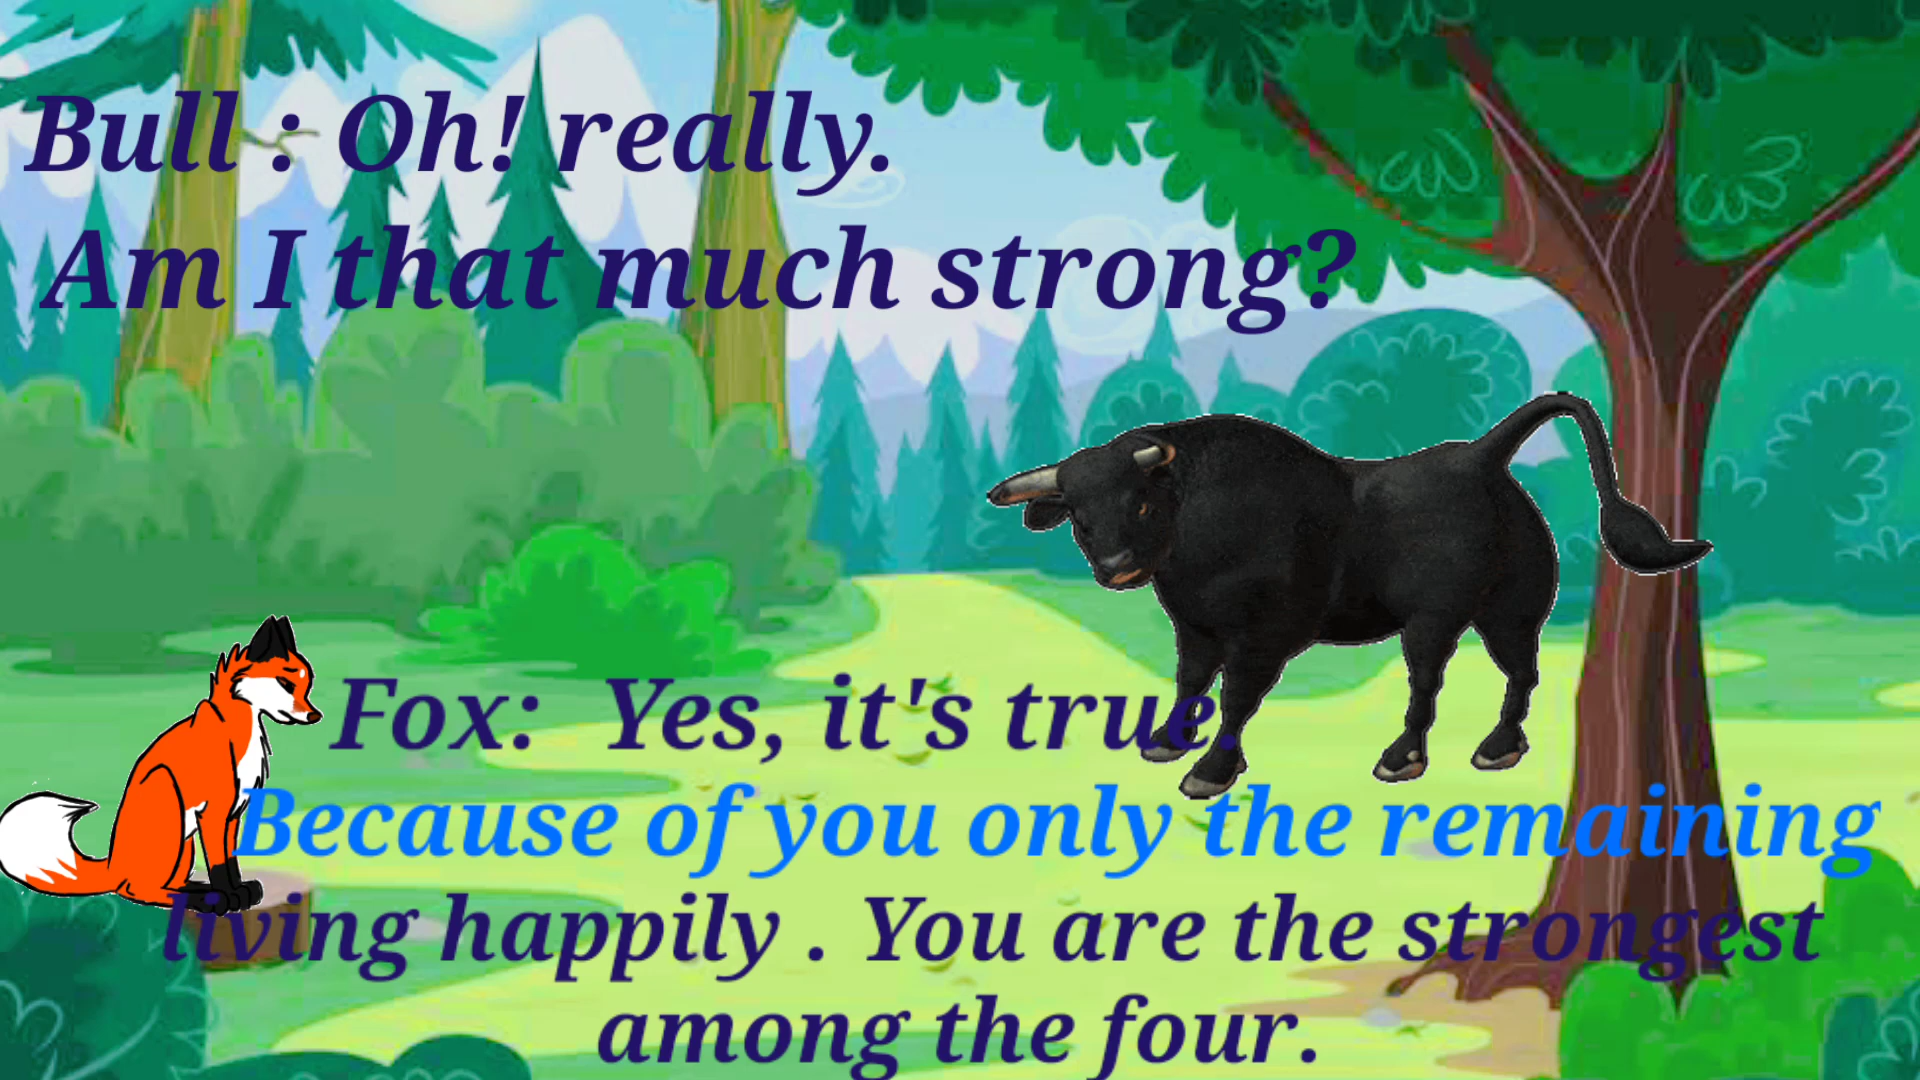 Bull : Oh! really.
Am I that much strong?
Fox: Yes, it's true.
Because of you only the remaining
living happily . You are the strongest
among the four.